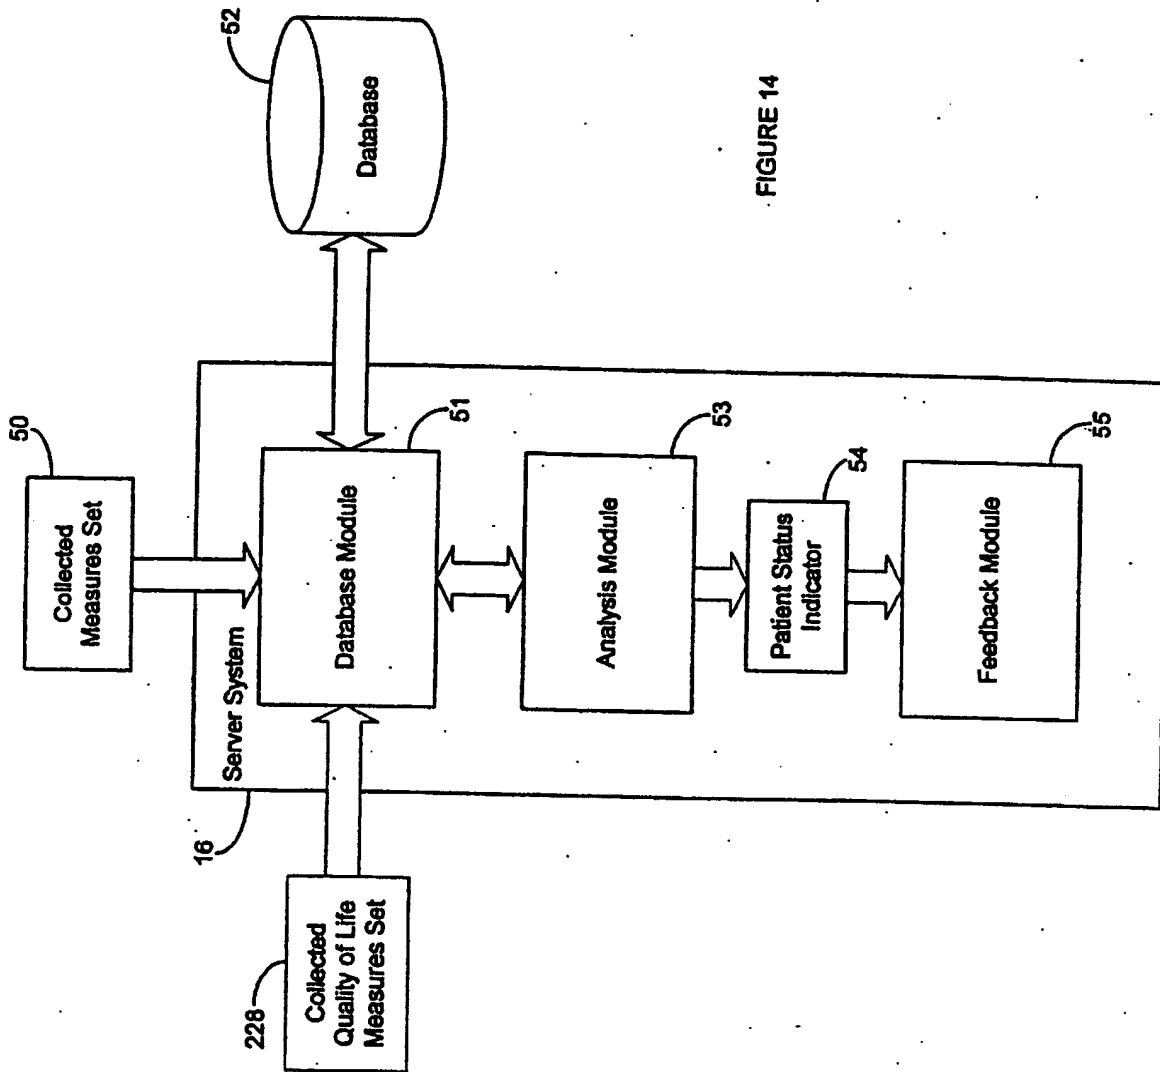 50
Collected
Measures Set
52
Database
16
Server System
51
Database Module
228
Collected
Quality of Life
Measures Set
53
Analysis Module
54
Patient Status
Indicator
55
Feedback Module
FIGURE 14